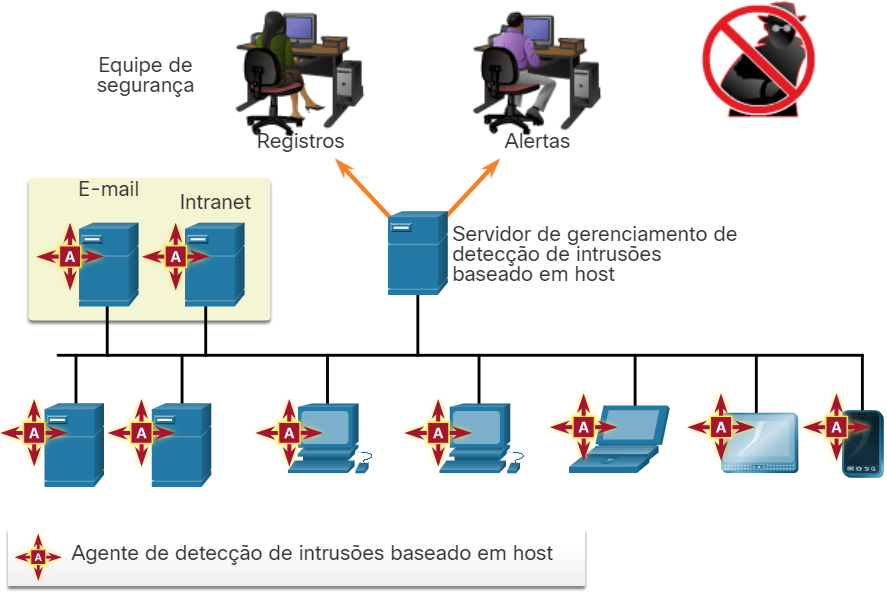 Equipe de
segurança
Registros
Alertas
E-mail
Intranet
Servidor de gerenciamento de
detecção de intrusões
baseado em host
A
A
A
A
A
A
A
A
A
A Agente de detecção de intrusões baseado em host